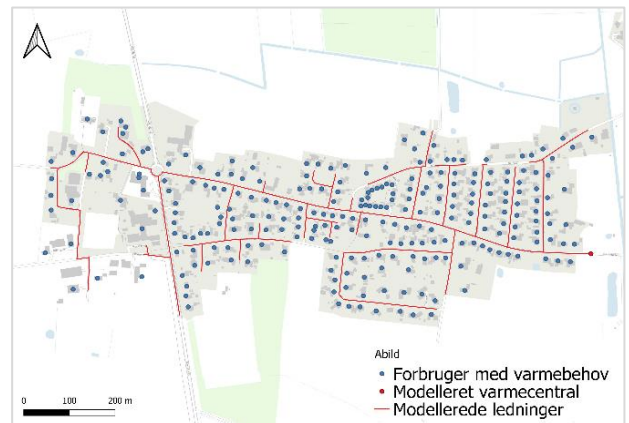 Abild
Forbruger med varmebehov
Modelleret varmecentral
Modellerede ledninger
0 100 200 m